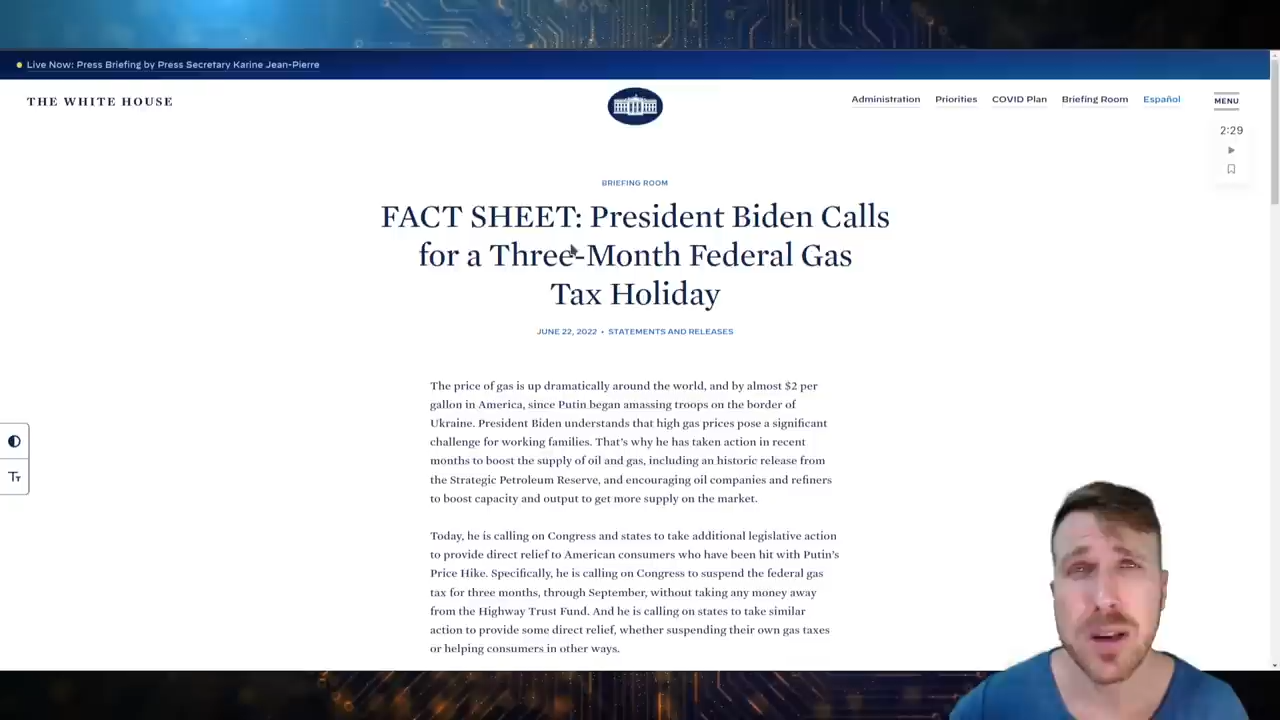 Live Now: Press Briefing by Press Secretary Karine Jean-Pierre
THE WHITE HOUSE
Administration
Priorities
COVID Plan
Briefing Room
Español
MENU
2:29
BRIEFING ROOM
FACT SHEET: President Biden Calls
for a Three-Month Federal Gas
Tax Holiday
JUNE 22, 2022 • STATEMENTS AND RELEASES
The price of gas is up dramatically around the world, and by almost $2 per
gallon in America, since Putin began amassing troops on the border of
Ukraine. President Biden understands that high gas prices pose a significant
challenge for working families. That's why he has taken action in recent
months to boost the supply of oil and gas, including an historic release from
the Strategic Petroleum Reserve, and encouraging oil companies and refiners
to boost capacity and output to get more supply on the market.
Today, he is calling on Congress and states to take additional legislative action
to provide direct relief to American consumers who have been hit with Putin's
Price Hike. Specifically, he is calling on Congress to suspend the federal gas
tax for three months, through September, without taking any money away
from the Highway Trust Fund. And he is calling on states to take similar
action to provide some direct relief, whether suspending their own gas taxes
or helping consumers in other ways.
TT